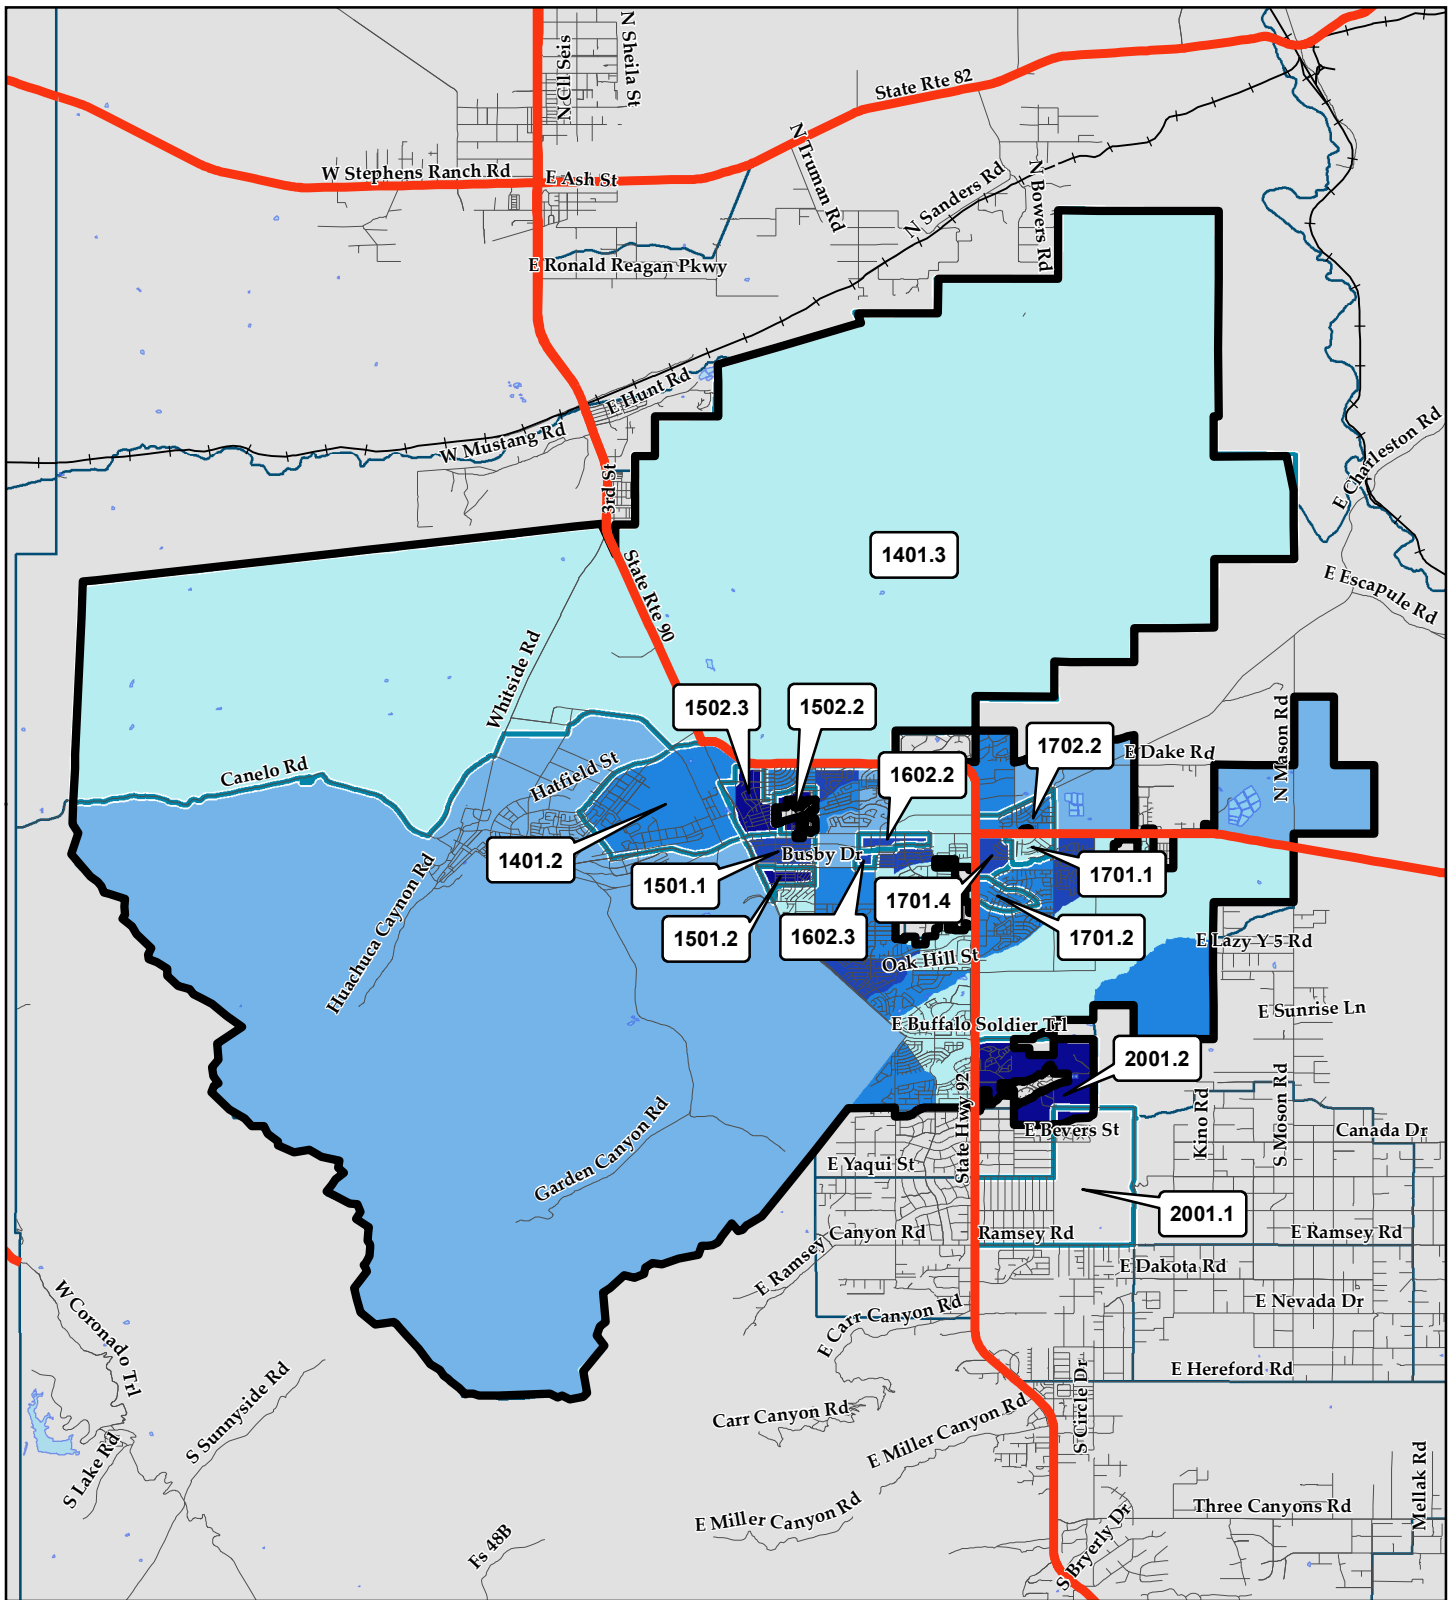 N Cll Seis
N Sheila St
State Rte 82
W Stephens Ranch Rd
E Ash St
N Truman Rd
N Sanders Rd
N Bowers Rd
E Ronald Reagan Pkwy
E Hunt Rd
W Mustang Rd
3rd St
E Charleston Rd
1401.3
State Rte 90
E Escapule Rd
Whitside Rd
1502.3
1502.2
N Mason Rd
1702.2
E Dake Rd
Canelo Rd
Hatfield St
1602.2
1401.2
Busby Dr
1501.1
1701.1
1701.4
Huachuca Caynon Rd
1501.2
1602.3
1701.2
E Lazy Y 5 Rd
Oak Hill St
E Sunrise Ln
E Buffalo Soldier Trl
2001.2
State Hwy 92
Kino Rd
S Moson Rd
E Bevers St
Canada Dr
Garden Canyon Rd
E Yaqui St
2001.1
E Ramsey Canyon Rd
Ramsey Rd
E Ramsey Rd
E Dakota Rd
E Nevada Dr
E Carr Canyon Rd
W Coronado Trl
E Hereford Rd
S Sunnyside Rd
S Circle Dr
Carr Canyon Rd
E Miller Canyon Rd
S Lake Rd
Mellak Rd
Three Canyons Rd
E Miller Canyon Rd
Fs 48B
S Bryerly Dr